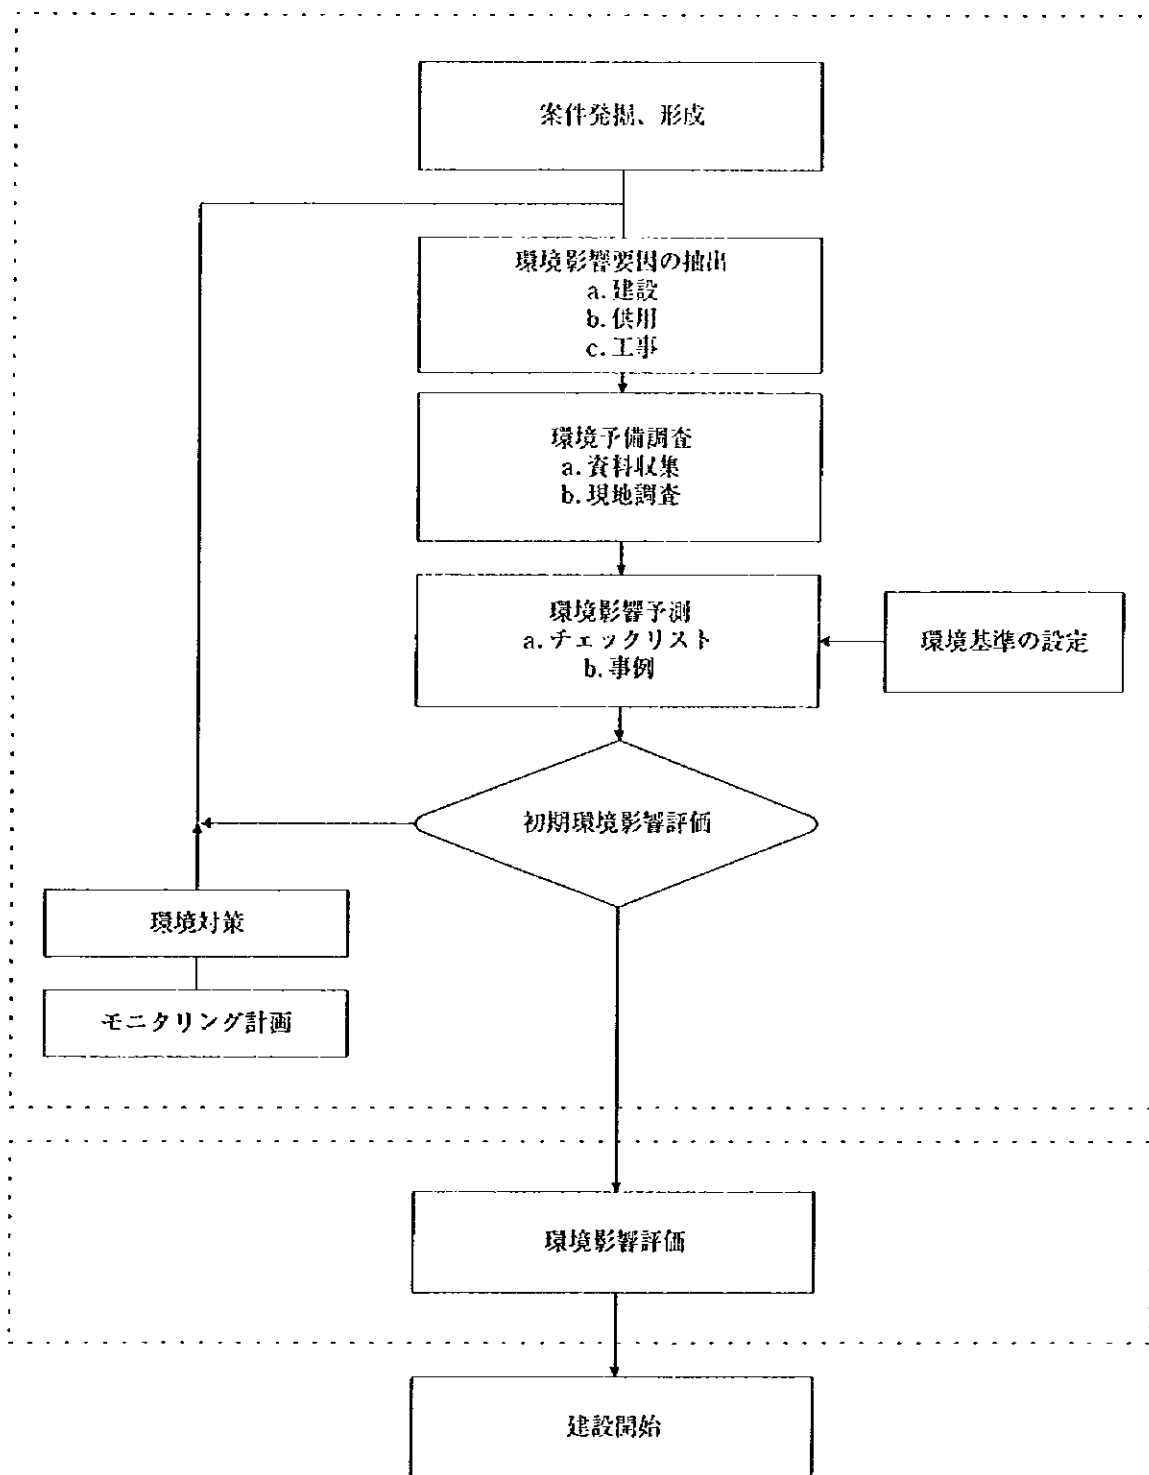 案件発掘、形成
環境影響要因の抽出
a. 建設
b. 供用
c. 工事
環境予備調査
a. 資料収集
b. 現地調査
環境影響予測
a. チェックリスト
b. 事例
環境基準の設定
初期環境影響評価
環境対策
モニタリング計画
環境影響評価
建設開始